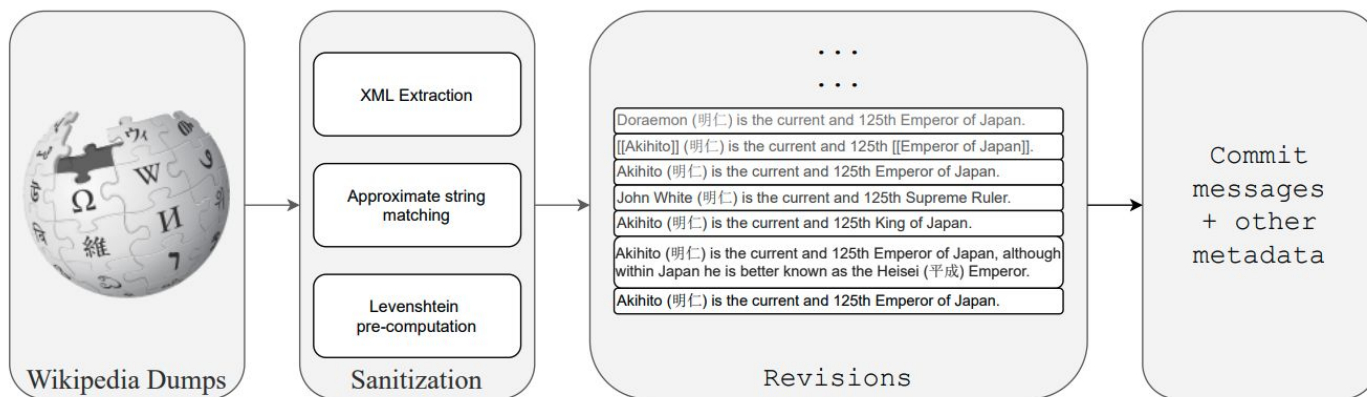 Ω
W
И
維
ウィ
7
Wikipedia Dumps
XML Extraction
Approximate string
matching
Levenshtein
pre-computation
Sanitization
...
...
Doraemon (明仁) is the current and 125th Emperor of Japan.
[[Akihito]] (明仁) is the current and 125th [[Emperor of Japan]].
Akihito (明仁) is the current and 125th Emperor of Japan.
John White (明仁) is the current and 125th Supreme Ruler.
Akihito (明仁) is the current and 125th King of Japan.
Akihito (明仁) is the current and 125th Emperor of Japan, although
within Japan he is better known as the Heisei (平成) Emperor.
Akihito (明仁) is the current and 125th Emperor of Japan.
Revisions
Commit
messages
+ other
metadata